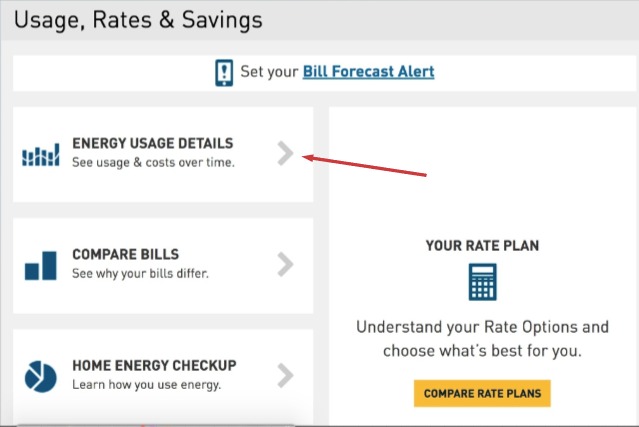 Usage, Rates & Savings
Set your Bill Forecast Alert
ENERGY USAGE DETAILS
See usage & costs over time.
COMPARE BILLS
See why your bills differ.
HOME ENERGY CHECKUP
Learn how you use energy.
YOUR RATE PLAN
Understand your Rate Options and
choose what's best for you.
COMPARE RATE PLANS